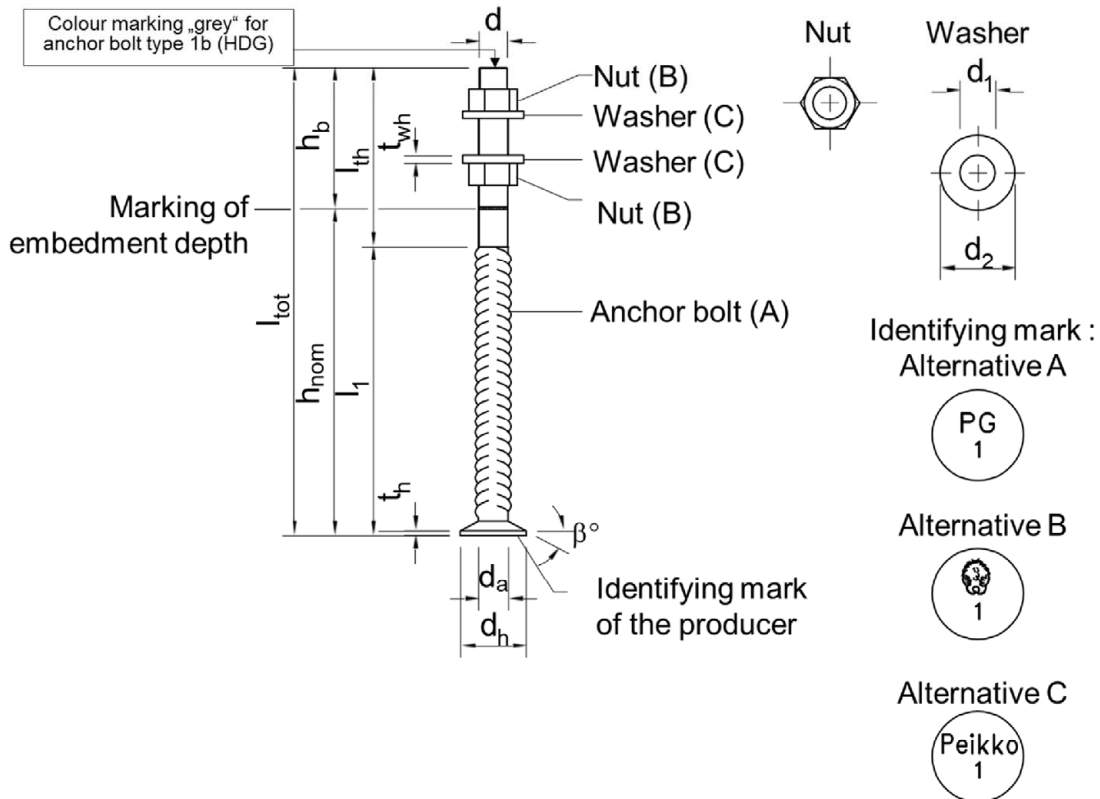 Colour marking „grey“ for
anchor bolt type 1b (HDG)
d
Nut
Washer
d₁
Nut (B)
Washer (C)
Washer (C)
Nut (B)
h_b
l_th
t_wh
Marking of
embedment depth
d₂
l_tot
h_nom
l₁
Anchor bolt (A)
Identifying mark :
Alternative A
PG
1
t_h
β°
d_a
d_h
Identifying mark
of the producer
Alternative B
1
Alternative C
Peikko
1